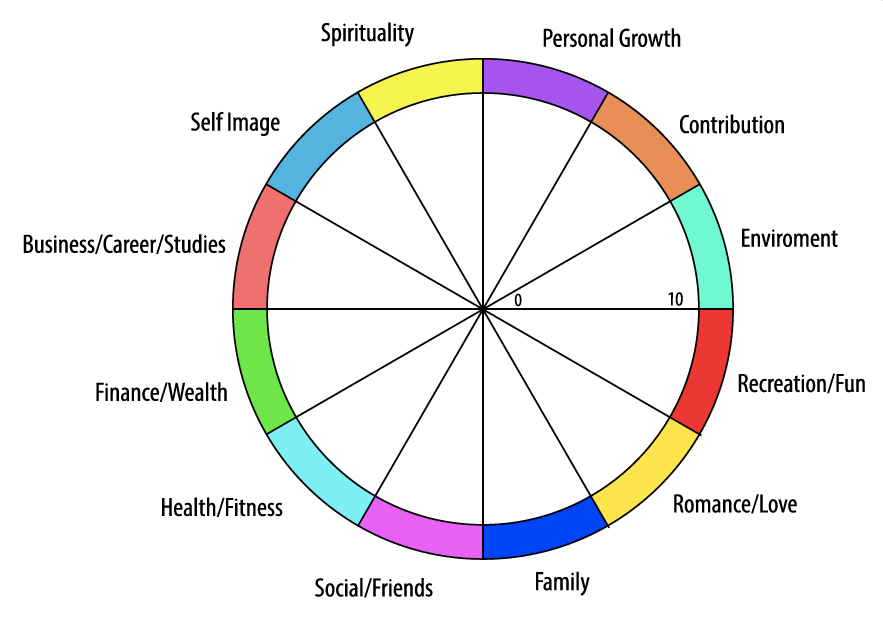 Spirituality
Personal Growth
Self Image
Contribution
Business/Career/Studies
Enviroment
0
10
Finance/Wealth
Recreation/Fun
Health/Fitness
Romance/Love
Social/Friends
Family